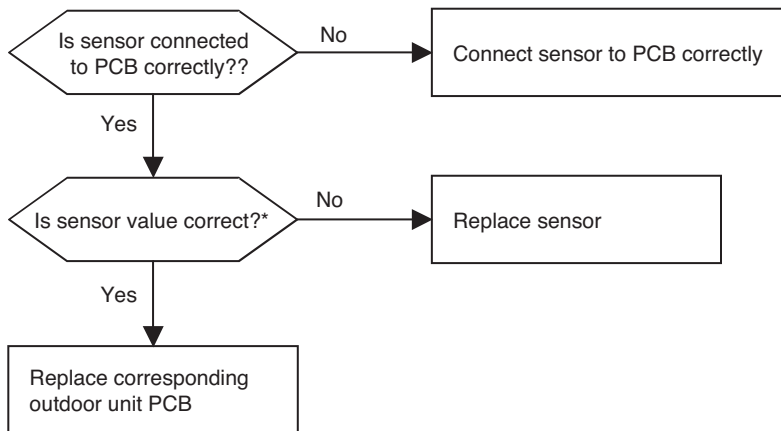 Is sensor connected
to PCB correctly??
No
Connect sensor to PCB correctly
Yes
Is sensor value correct?*
No
Replace sensor
Yes
Replace corresponding
outdoor unit PCB